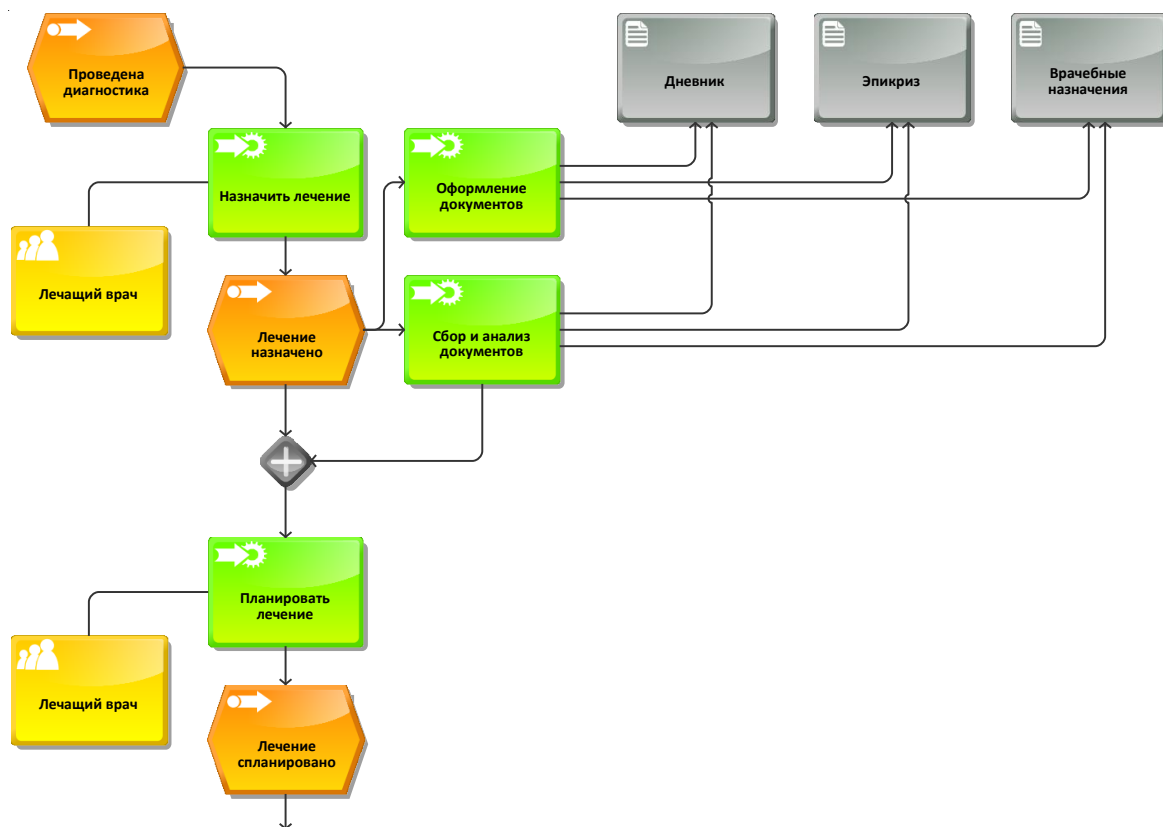 Проведена
диагностика
Дневник
Эпикриз
Врачебные
назначения
Назначить лечение
Оформление
документов
Лечащий врач
Лечение
назначено
Сбор и анализ
документов
Планировать
лечение
Лечащий врач
Лечение
спланировано